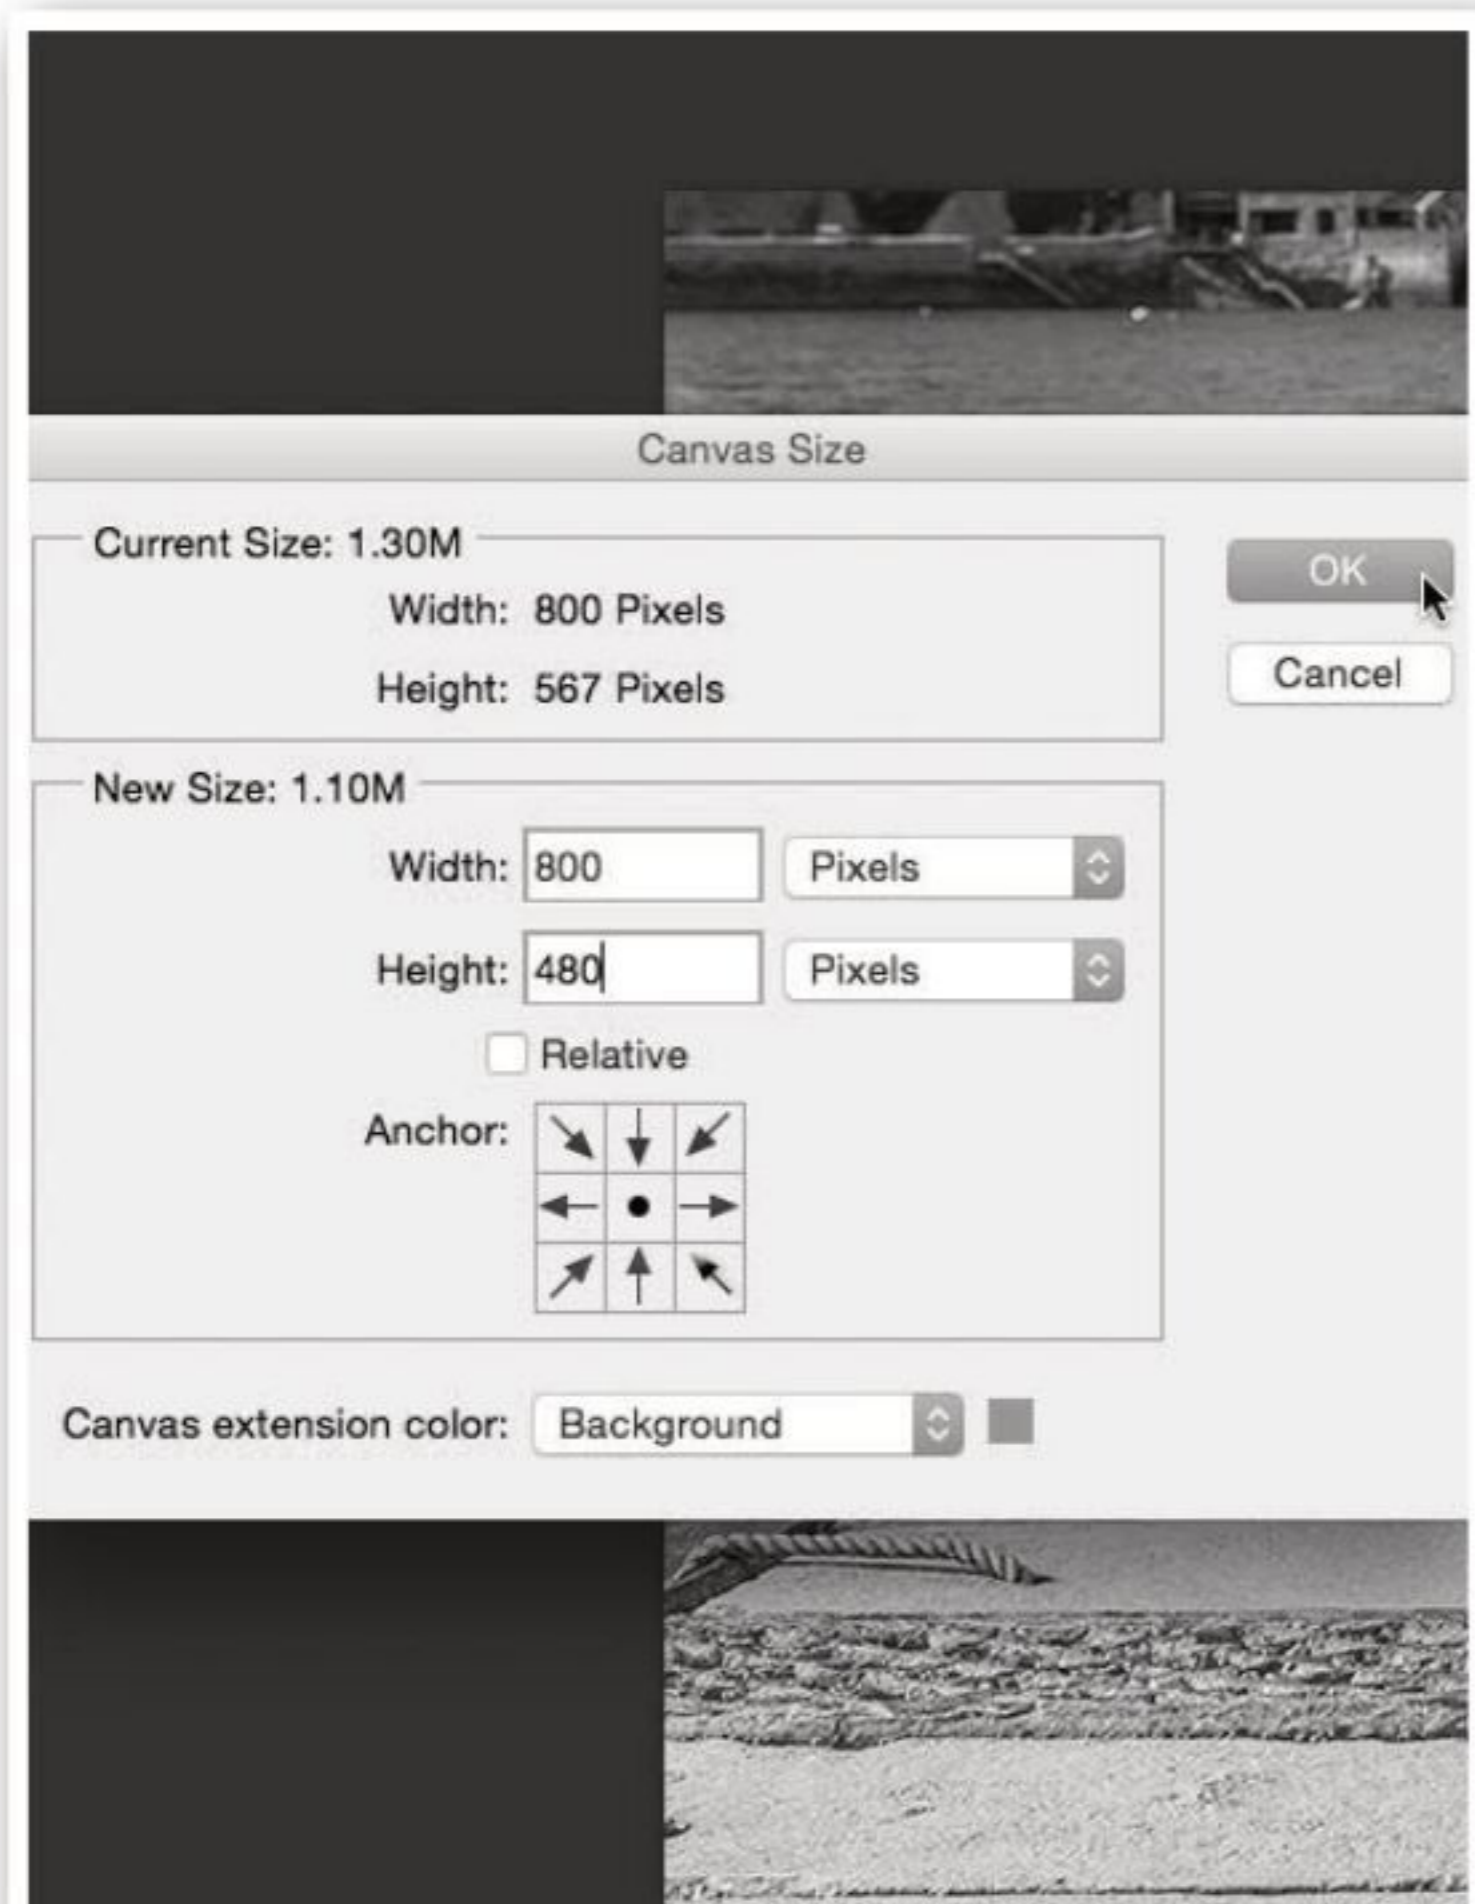 Canvas Size
Current Size: 1.30M
OK
Width: 800 Pixels
Cancel
Height: 567 Pixels
New Size: 1.10M
Width: 800 Pixels
Height: 480 Pixels
Relative
Anchor:
Canvas extension color: Background